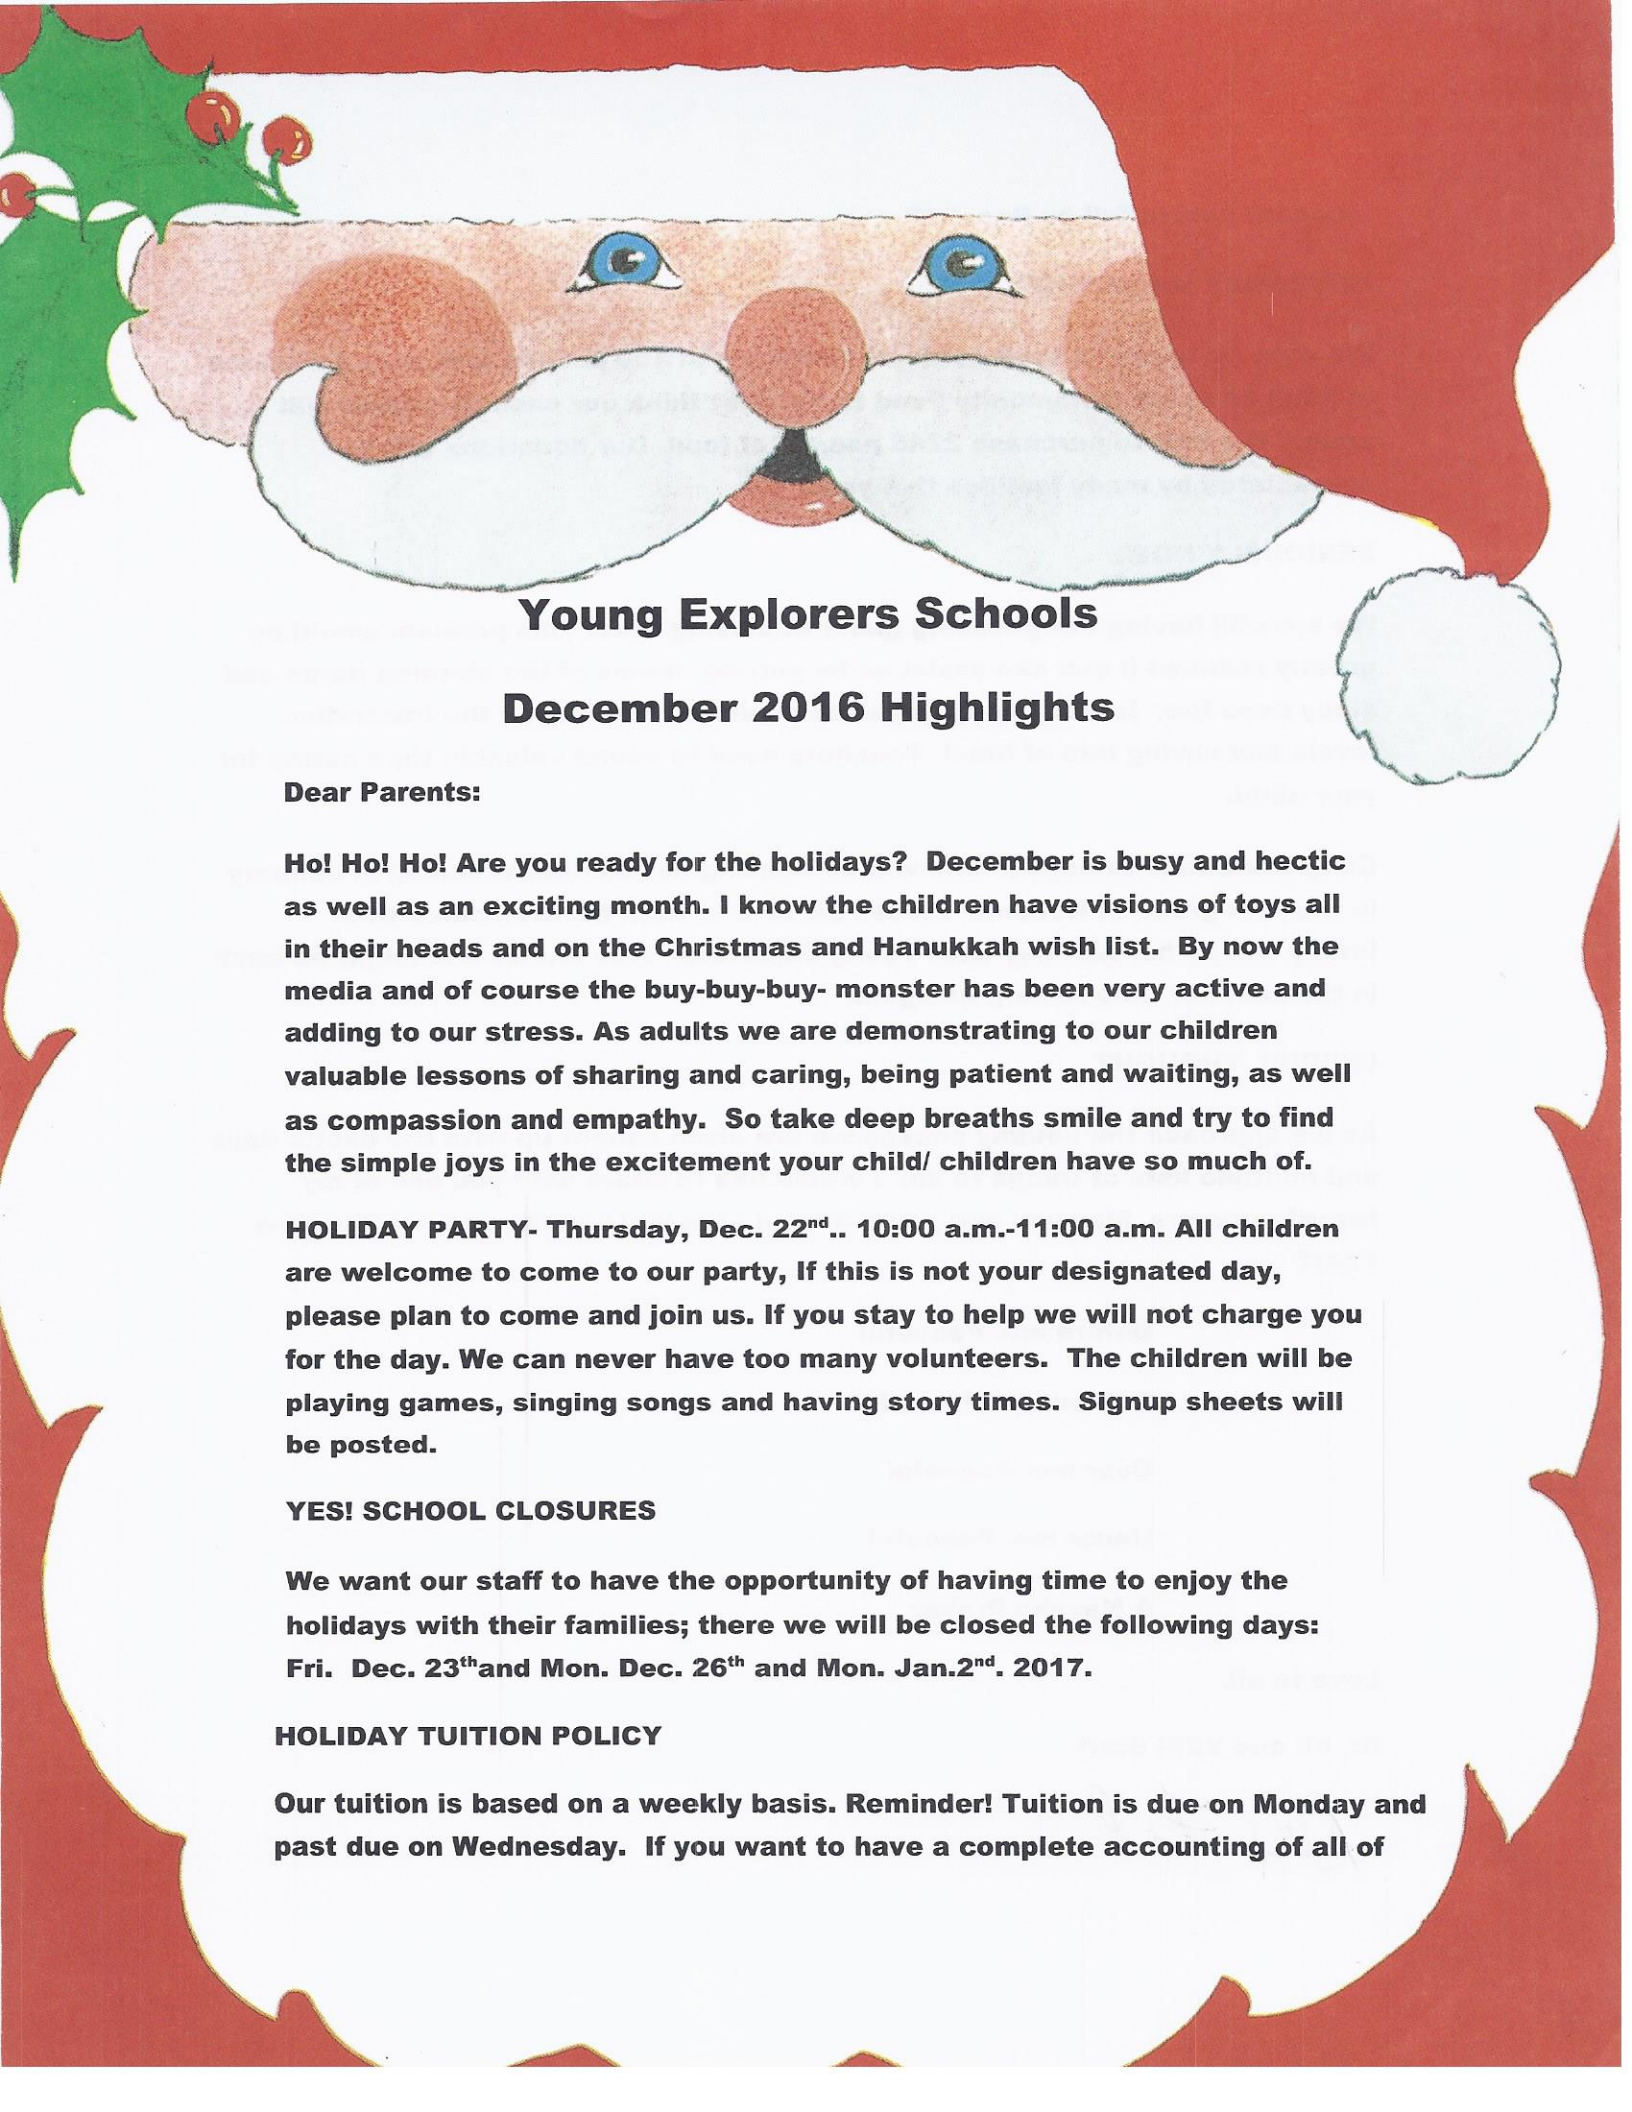 Young Explorers Schools
December 2016 Highlights
Dear Parents:
Ho! Ho! Ho! Are you ready for the holidays?  December is busy and hectic
as well as an exciting month. I know the children have visions of toys all
in their heads and on the Christmas and Hanukkah wish list.  By now the
media and of course the buy-buy-buy- monster has been very active and
adding to our stress. As adults we are demonstrating to our children
valuable lessons of sharing and caring, being patient and waiting, as well
as compassion and empathy.  So take deep breaths smile and try to find
the simple joys in the excitement your child/ children have so much of.
HOLIDAY PARTY- Thursday, Dec. 22nd.. 10:00 a.m.-11:00 a.m. All children
are welcome to come to our party, If this is not your designated day,
please plan to come and join us. If you stay to help we will not charge you
for the day. We can never have too many volunteers.  The children will be
playing games, singing songs and having story times.  Signup sheets will
be posted.
YES! SCHOOL CLOSURES
We want our staff to have the opportunity of having time to enjoy the
holidays with their families; there we will be closed the following days:
Fri.  Dec. 23thand Mon. Dec. 26th and Mon. Jan.2nd. 2017.
HOLIDAY TUITION POLICY
Our tuition is based on a weekly basis. Reminder! Tuition is due on Monday and
past due on Wednesday.  If you want to have a complete accounting of all of